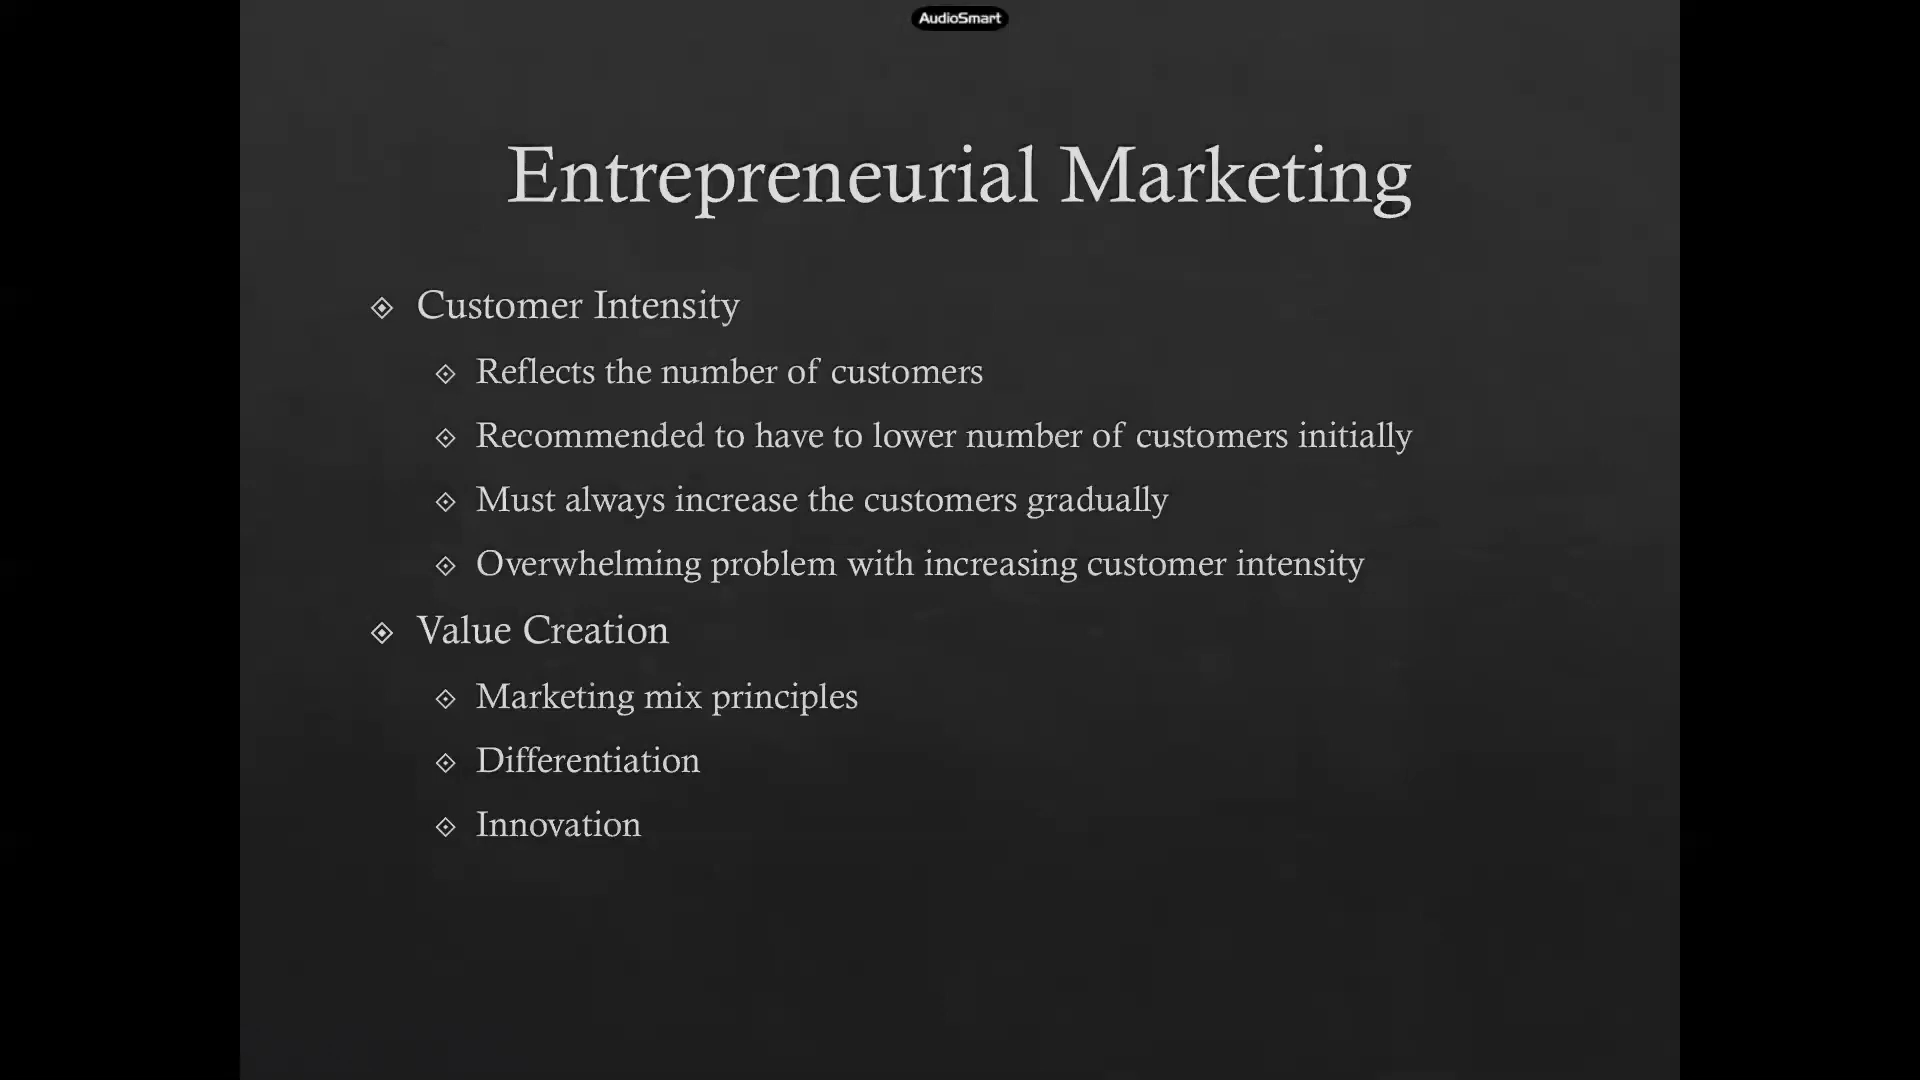 AudioSmart
Entrepreneurial Marketing
Customer Intensity
Reflects the number of customers
Recommended to have to lower number of customers initially
Must always increase the customers gradually
Overwhelming problem with increasing customer intensity
Value Creation
Marketing mix principles
Differentiation
Innovation